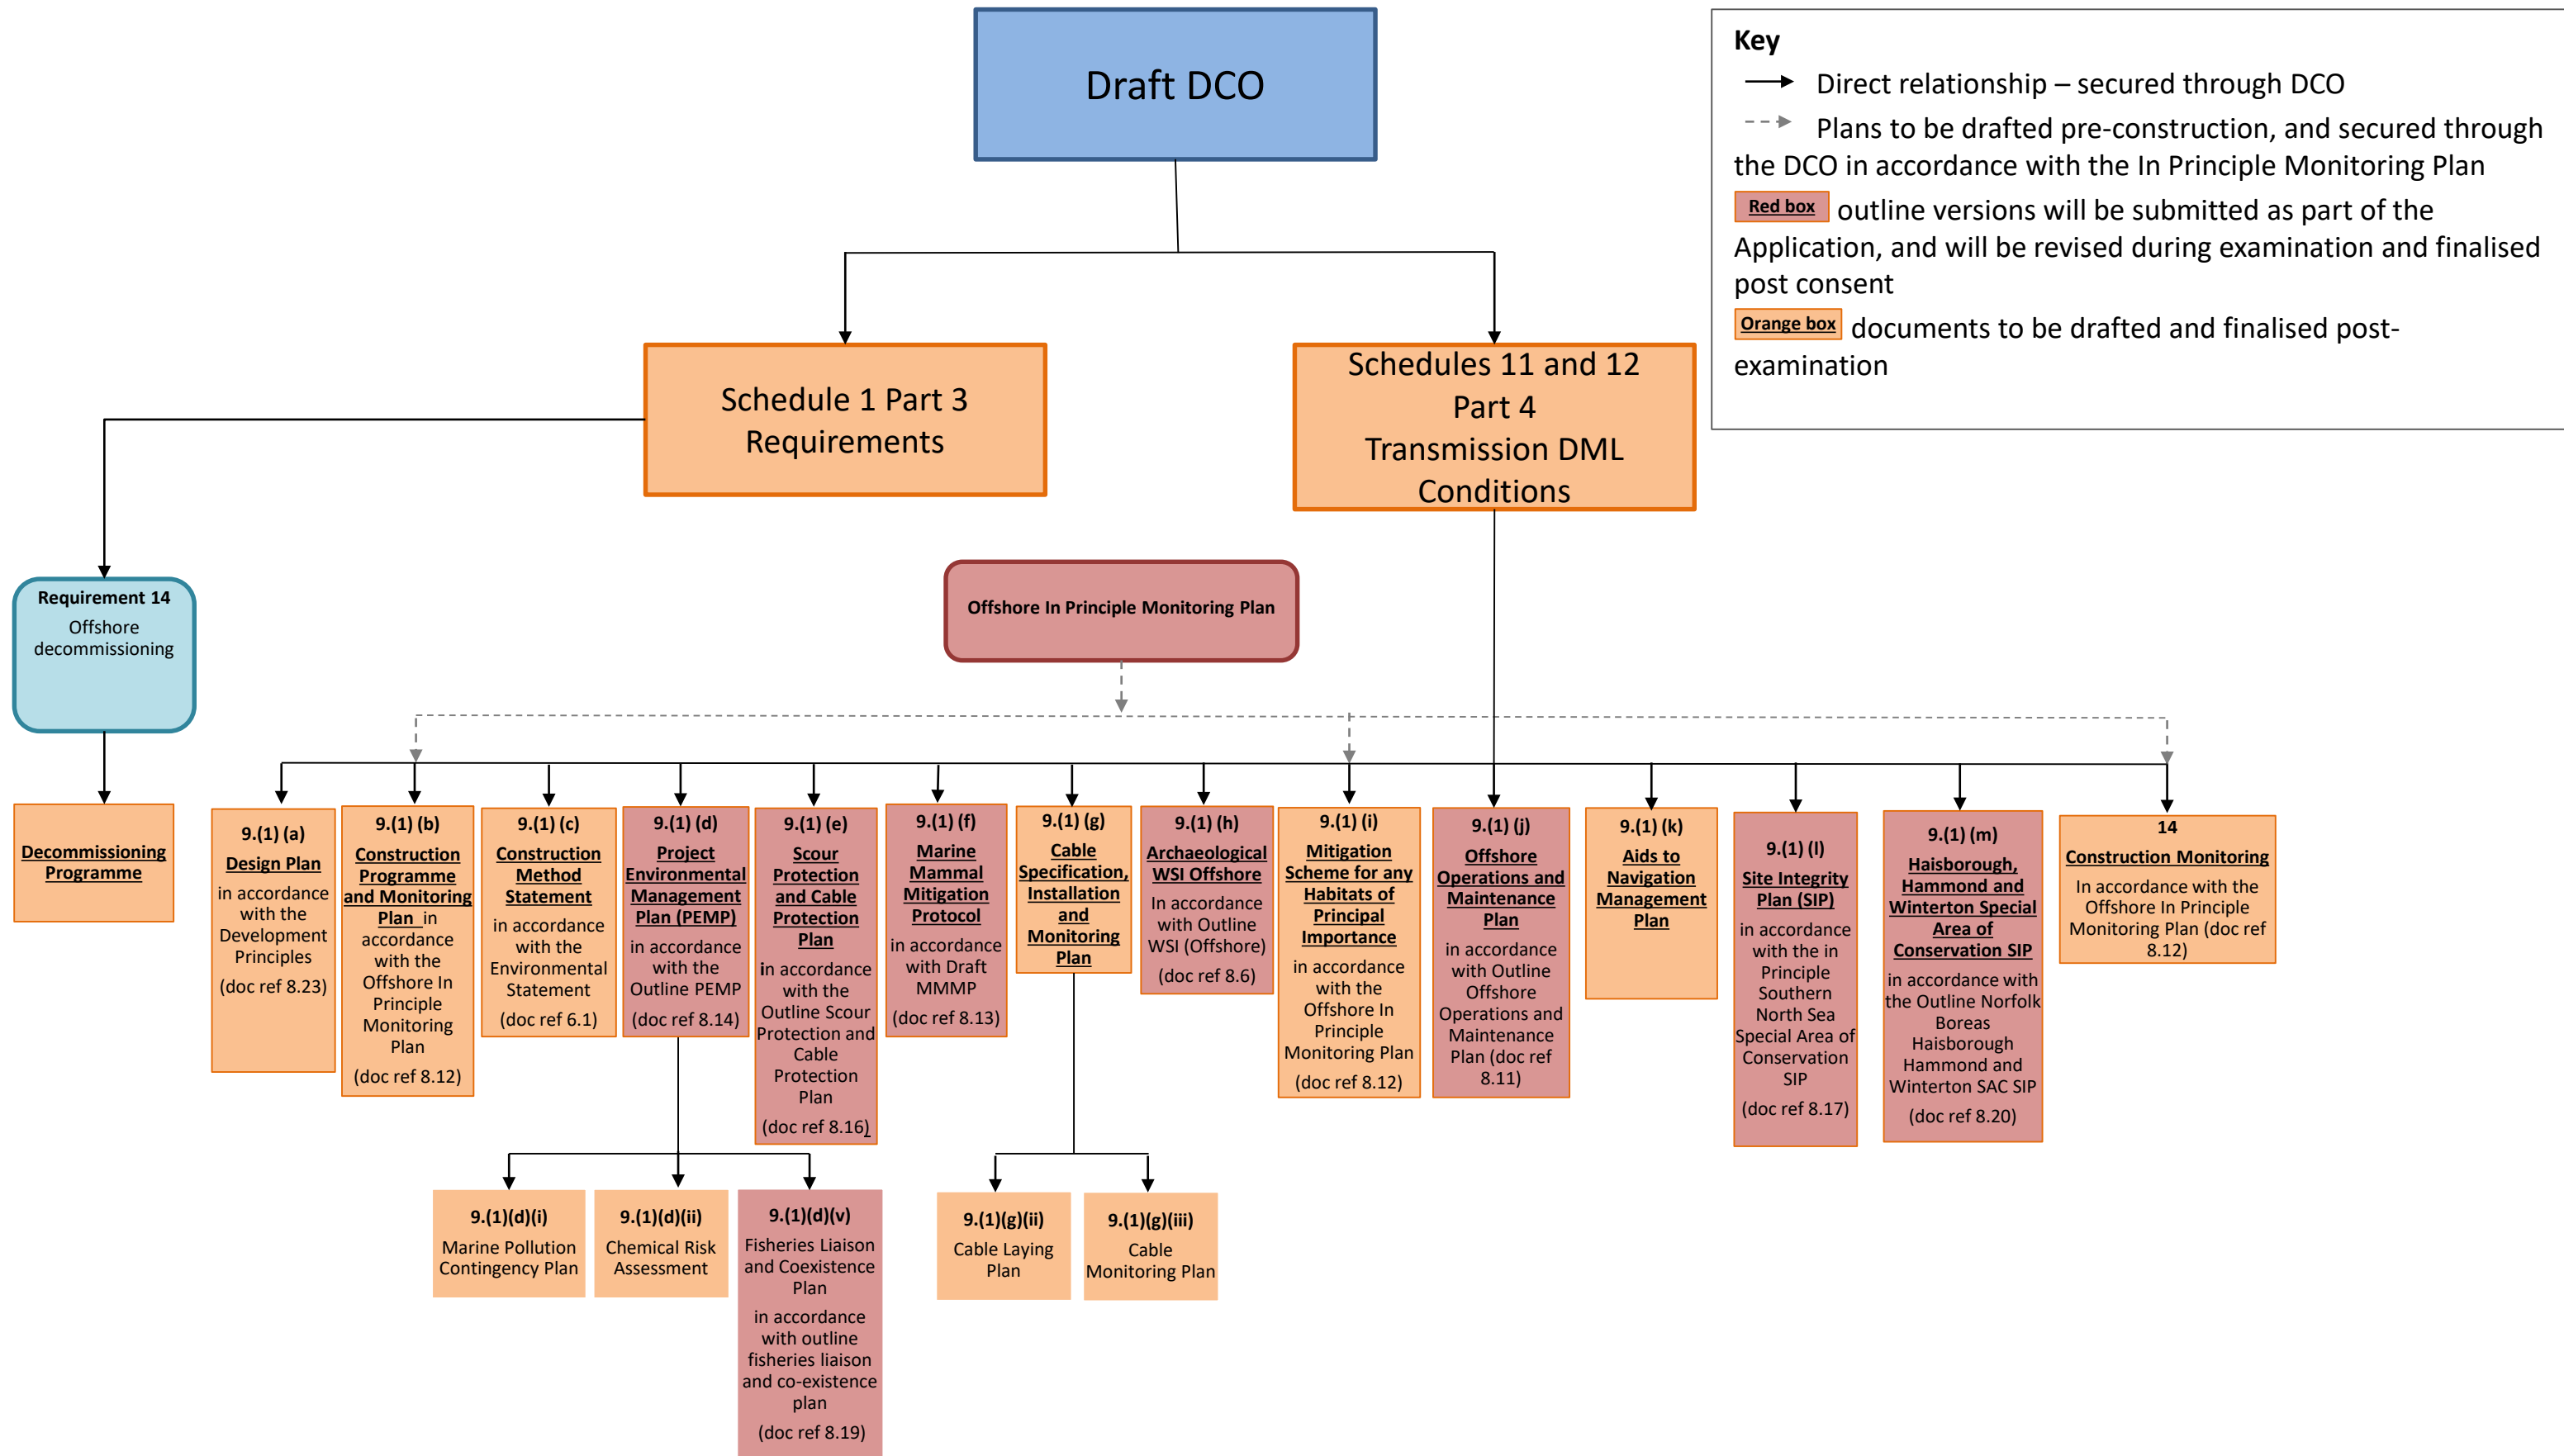 Draft DCO
Key
Direct relationship – secured through DCO
Plans to be drafted pre-construction, and secured through
the DCO in accordance with the In Principle Monitoring Plan
Red box outline versions will be submitted as part of the
Application, and will be revised during examination and finalised
post consent
Orange box documents to be drafted and finalised post-
examination
Schedule 1 Part 3
Requirements
Schedules 11 and 12
Part 4
Transmission DML
Conditions
Requirement 14
Offshore
decommissioning
Offshore In Principle Monitoring Plan
Decommissioning
Programme
9.(1) (a)
Design Plan
in accordance
with the
Development
Principles
(doc ref 8.23)
9.(1) (b)
Construction
Programme
and Monitoring
Plan in
accordance
with the
Offshore In
Principle
Monitoring
Plan
(doc ref 8.12)
9.(1) (c)
Construction
Method
Statement
in accordance
with the
Environmental
Statement
(doc ref 6.1)
9.(1) (d)
Project
Environmental
Management
Plan (PEMP)
in accordance
with the
Outline PEMP
(doc ref 8.14)
9.(1) (e)
Scour
Protection
and Cable
Protection
Plan
in accordance
with the
Outline Scour
Protection and
Cable
Protection
Plan
(doc ref 8.16)
9.(1) (f)
Marine
Mammal
Mitigation
Protocol
in accordance
with Draft
MMMP
(doc ref 8.13)
9.(1) (g)
Cable
Specification,
Installation
and
Monitoring
Plan
9.(1) (h)
Archaeological
WSI Offshore
In accordance
with Outline
WSI (Offshore)
(doc ref 8.6)
9.(1) (i)
Mitigation
Scheme for any
Habitats of
Principal
Importance
in accordance
with the
Offshore In
Principle
Monitoring Plan
(doc ref 8.12)
9.(1) (j)
Offshore
Operations and
Maintenance
Plan
in accordance
with Outline
Offshore
Operations and
Maintenance
Plan (doc ref
8.11)
9.(1) (k)
Aids to
Navigation
Management
Plan
9.(1) (l)
Site Integrity
Plan (SIP)
in accordance
with the in
Principle
Southern
North Sea
Special Area of
Conservation
SIP
(doc ref 8.17)
9.(1) (m)
Haisborough,
Hammond and
Winterton Special
Area of
Conservation SIP
in accordance with
the Outline Norfolk
Boreas
Haisborough
Hammond and
Winterton SAC SIP
(doc ref 8.20)
14
Construction Monitoring
In accordance with the
Offshore In Principle
Monitoring Plan (doc ref
8.12)
9.(1)(d)(i)
Marine Pollution
Contingency Plan
9.(1)(d)(ii)
Chemical Risk
Assessment
9.(1)(d)(v)
Fisheries Liaison
and Coexistence
Plan
in accordance
with outline
fisheries liaison
and co-existence
plan
(doc ref 8.19)
9.(1)(g)(ii)
Cable Laying
Plan
9.(1)(g)(iii)
Cable
Monitoring Plan